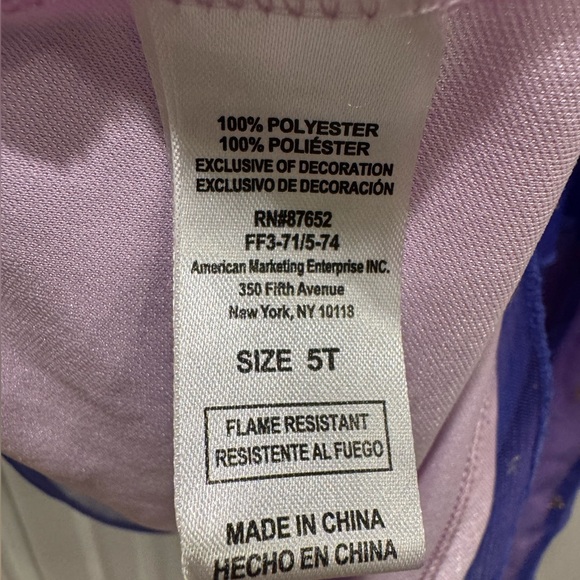 100% POLYESTER
100% POLIÉSTER
EXCLUSIVE OF DECORATION
EXCLUSIVO DE DECORACIÓN
RN#87652
FF3-71/5-74
American Marketing Enterprise INC.
350 Fifth Avenue
New York, NY 10118
SIZE 5T
FLAME RESISTANT
RESISTENTE AL FUEGO
MADE IN CHINA
HECHO EN CHINA